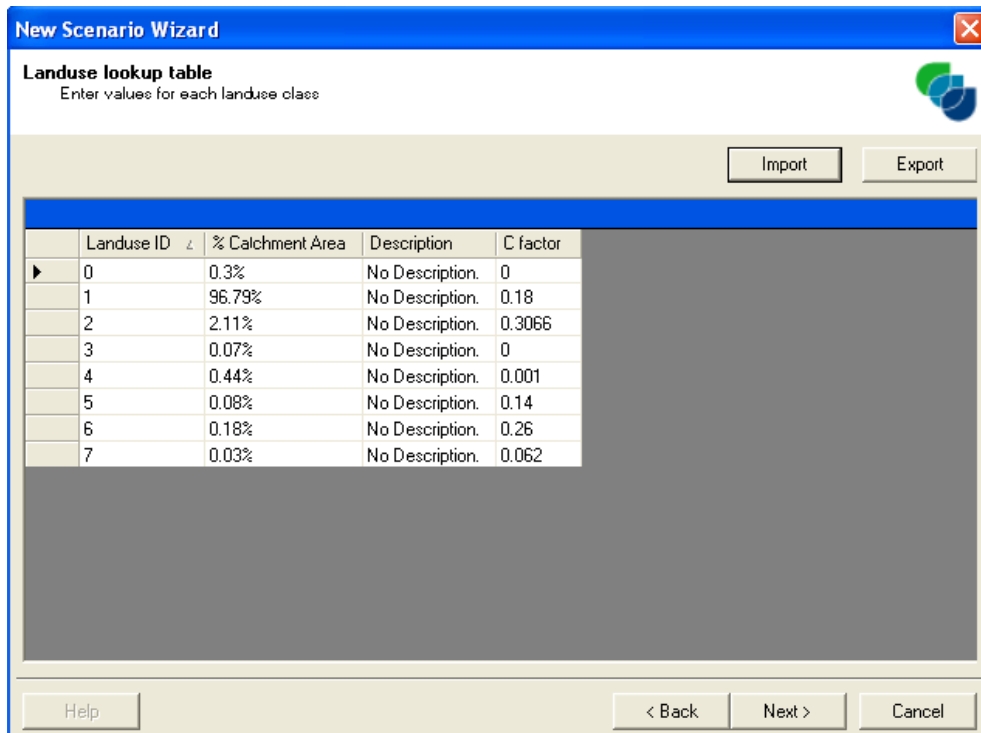 New Scenario Wizard
Landuse lookup table
Enter values for each landuse class
Import Export
Landuse ID % Calchment Area Description C factor
0 0.3% No Description. 0
1 96.79% No Description. 0.18
2 2.11% No Description. 0.3066
3 0.07% No Description. 0
4 0.44% No Description. 0.001
5 0.08% No Description. 0.14
6 0.18% No Description. 0.26
7 0.03% No Description. 0.062
Help < Back Next > Cancel